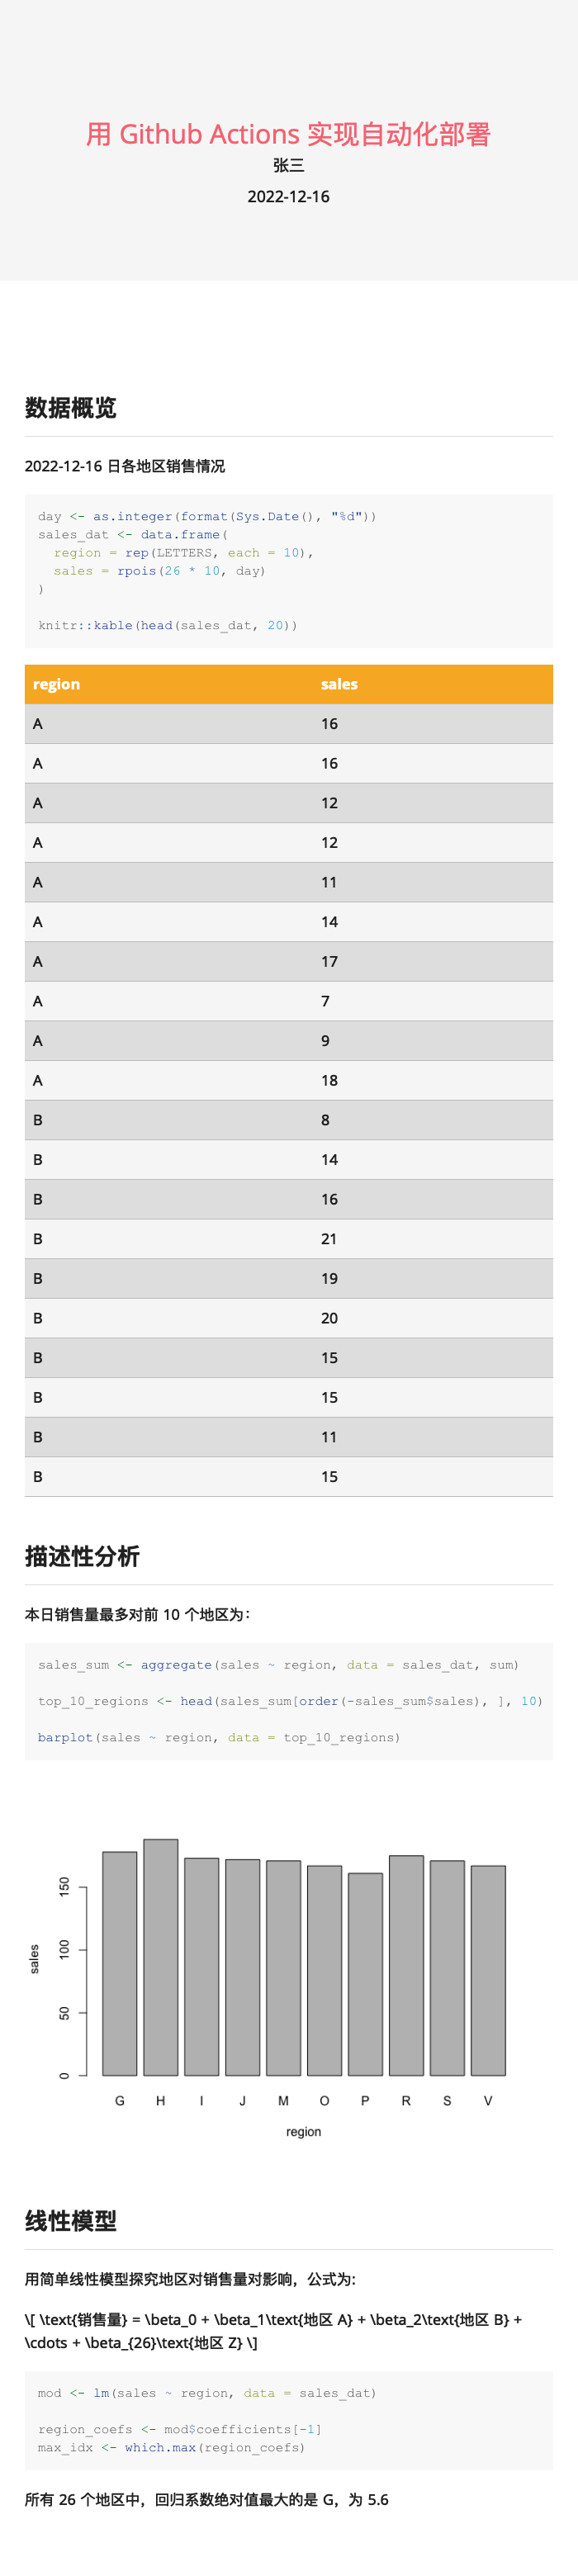 用 Github Actions 实现自动化部署
张三
2022-12-16
数据概览
2022-12-16 日各地区销售情况
day <- as.integer(format(Sys.Date(), "%d"))
sales_dat <- data.frame(
  region = rep(LETTERS, each = 10),
  sales = rpois(26 * 10, day)
)
knitr::kable(head(sales_dat, 20))
region sales
A 16
A 16
A 12
A 12
A 11
A 14
A 17
A 7
A 9
A 18
B 8
B 14
B 16
B 21
B 19
B 20
B 15
B 15
B 11
B 15
描述性分析
本日销售量最多对前 10 个地区为：
sales_sum <- aggregate(sales ~ region, data = sales_dat, sum)
top_10_regions <- head(sales_sum[order(-sales_sum$sales), ], 10)
barplot(sales ~ region, data = top_10_regions)
150
100
50
0
sales
G H I J M O P R S V
region
线性模型
用简单线性模型探究地区对销售量对影响，公式为:
\[ \text{销售量} = \beta_0 + \beta_1\text{地区 A} + \beta_2\text{地区 B} +
\cdots + \beta_{26}\text{地区 Z} \]
mod <- lm(sales ~ region, data = sales_dat)
region_coefs <- mod$coefficients[-1]
max_idx <- which.max(region_coefs)
所有 26 个地区中，回归系数绝对值最大的是 G，为 5.6